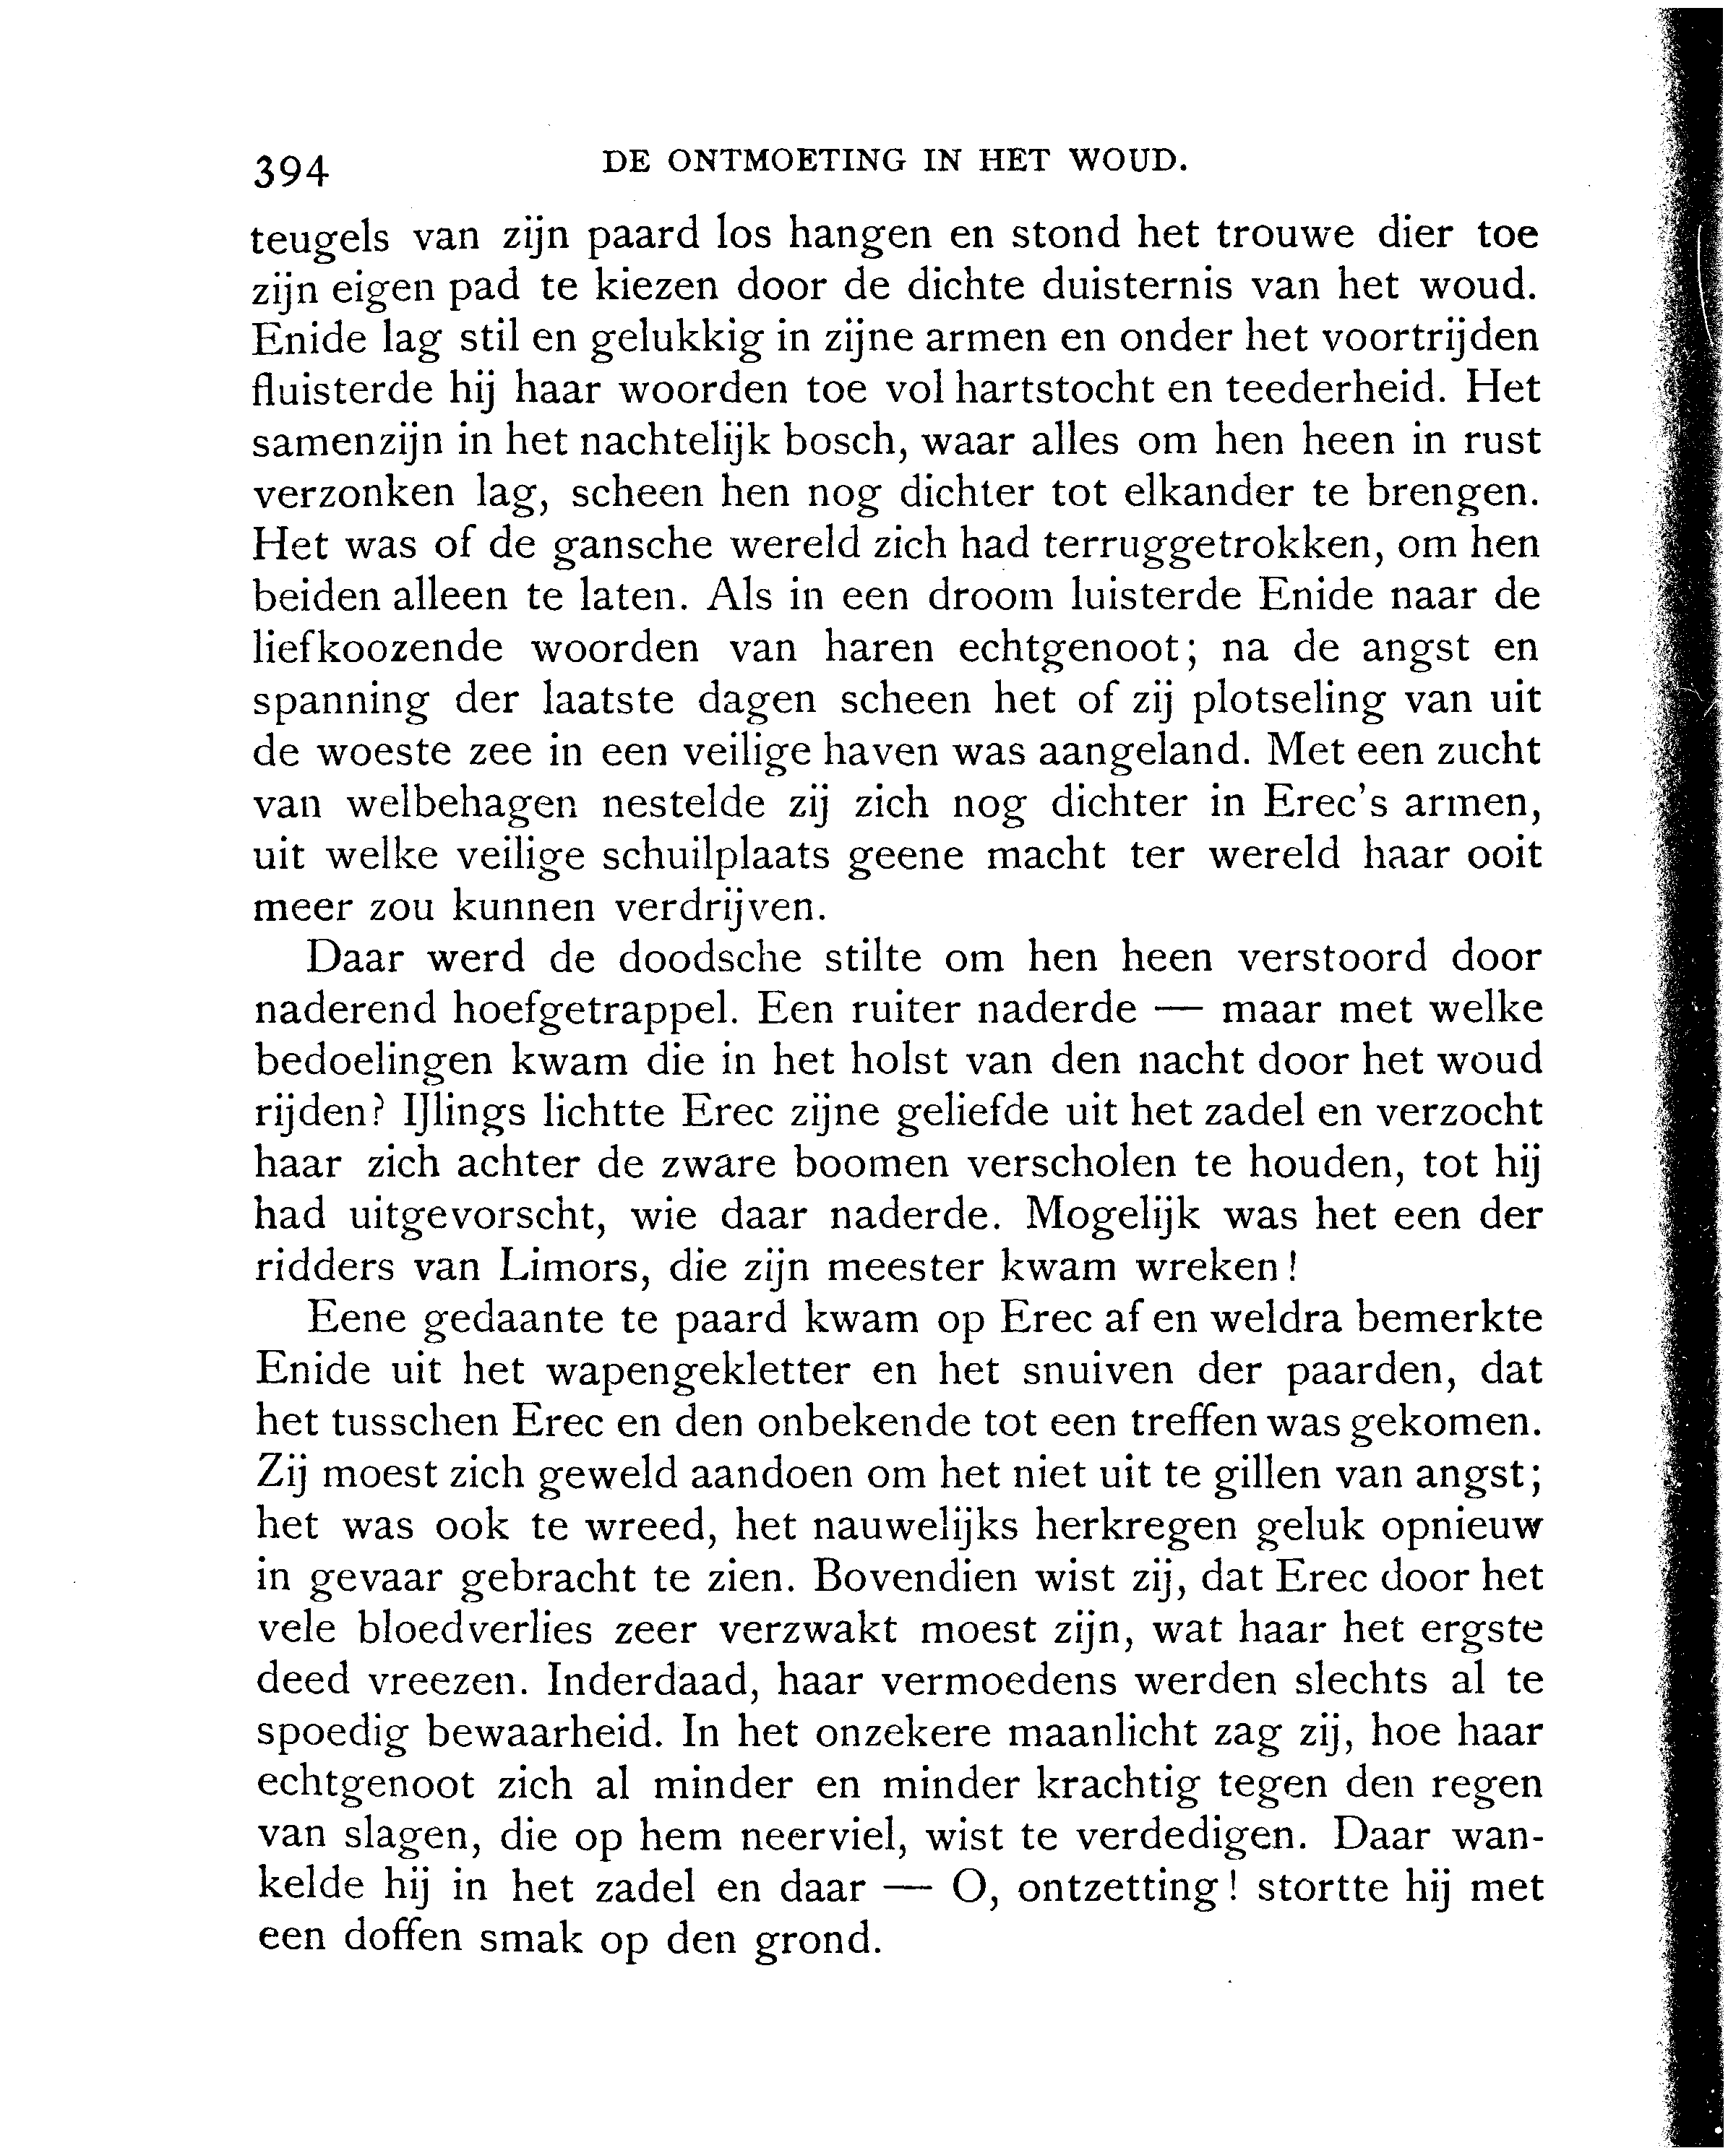 394
DE ONTMOETING IN HET WOUD.
teugels van zijn paard los hangen en stond het trouwe dier toe
zijn eigen pad te kiezen door de dichte duisternis van het woud.
Enide lag stil en gelukkig in zijne armen en onder het voortrijden
fluisterde hij haar woorden toe vol hartstocht en teederheid. Het
samenzijn in het nachtelijk bosch, waar alles om hen heen in rust
verzonken lag, scheen hen nog dichter tot elkander te brengen.
Het was of de gansche wereld zich had terruggetrokken, om hen
beiden alleen te laten. Als in een droom luisterde Enide naar de
liefkoozende woorden van haren echtgenoot; na de angst en
spanning der laatste dagen scheen het of zij plotseling van uit
de woeste zee in een veilige haven was aangeland. Met een zucht
van welbehagen nestelde zij zich nog dichter in Erec's armen,
uit welke veilige schuilplaats geene macht ter wereld haar ooit
meer zou kunnen verdrijven.
Daar werd de doodsche stilte om hen heen verstoord door
naderend hoefgetrappel. Een ruiter naderde — maar met welke
bedoelingen kwam die in het holst van den nacht door het woud
rijden? IJlings lichtte Erec zijne geliefde uit het zadel en verzocht
haar zich achter de zware boomen verscholen te houden, tot hij
had uitgevorscht, wie daar naderde. Mogelijk was het een der
ridders van Limors, die zijn meester kwam wreken!
Eene gedaante te paard kwam op Erec af en weldra bemerkte
Enide uit het wapengekletter en het snuiven der paarden, dat
het tusschen Erec en den onbekende tot een treffen was gekomen.
Zij moest zich geweld aandoen om het niet uit te gillen van angst;
het was ook te wreed, het nauwelijks herkregen geluk opnieuw
in gevaar gebracht te zien. Bovendien wist zij, dat Erec door het
vele bloedverlies zeer verzwakt moest zijn, wat haar het ergste
deed vreezen. Inderdaad, haar vermoedens werden slechts al te
spoedig bewaarheid. In het onzekere maanlicht zag zij, hoe haar
echtgenoot zich al minder en minder krachtig tegen den regen
van slagen, die op hem neerviel, wist te verdedigen. Daar wan-
kelde hij in het zadel en daar — O, ontzetting! stortte hij met
een doffen smak op den grond.